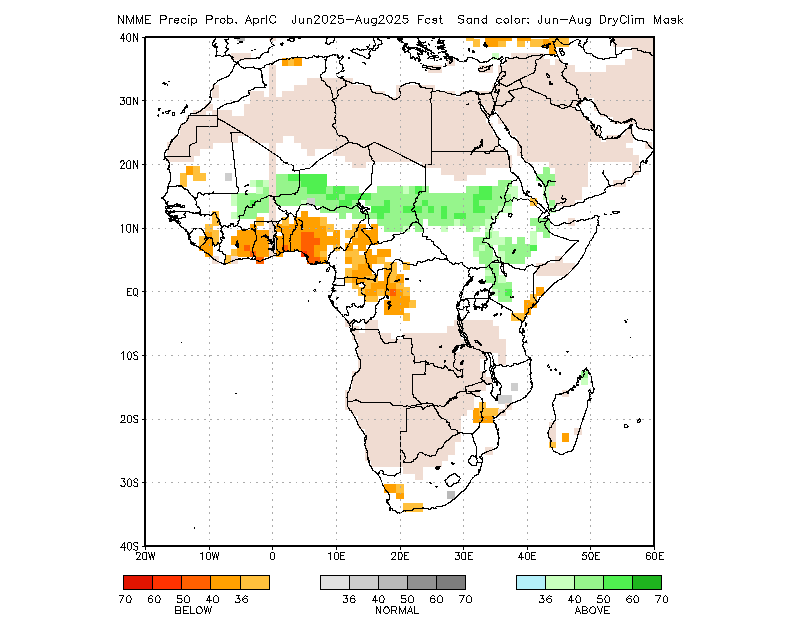 NMME Precip Prob. AprIC  Jun2025-Aug2025 Fcst  Sand color: Jun-Aug DryClim Mask
40N
30N
20N
10N
EQ
10S
20S
30S
40S
20W 10W 0 10E 20E 30E 40E 50E 60E
70 60 50 40 36 36 40 50 60 70 36 40 50 60 70
BELOW NORMAL ABOVE